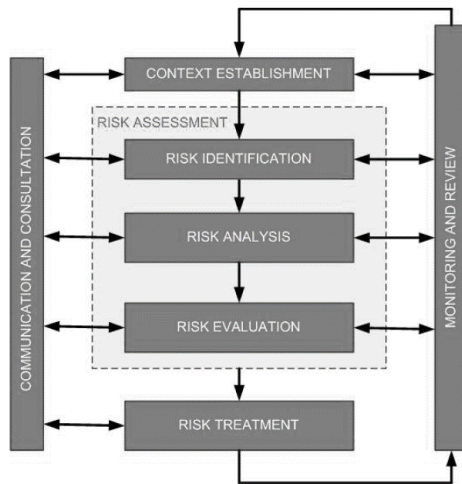 CONTEXT ESTABLISHMENT
RISK ASSESSMENT
RISK IDENTIFICATION
RISK ANALYSIS
RISK EVALUATION
RISK TREATMENT
COMMUNICATION AND CONSULTATION
MONITORING AND REVIEW